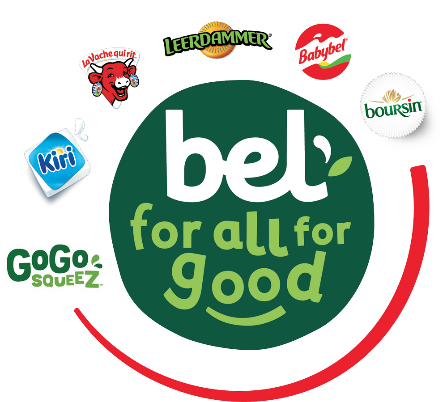 La Vache qui rit
LEERDAMMER®
Babybel
BOURSIN
kiri
GOGO
SQUEEZ
bel
for all for
good